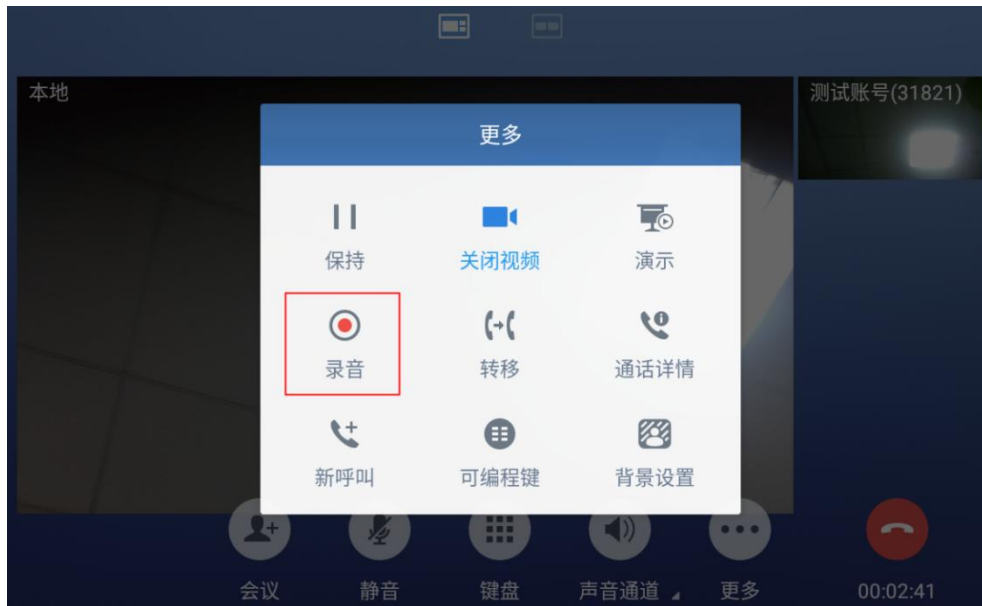 本地
测试账号(31821)
更多
保持
关闭视频
演示
录音
转移
通话详情
新呼叫
可编程键
背景设置
会议
静音
键盘
声音通道
更多
00:02:41